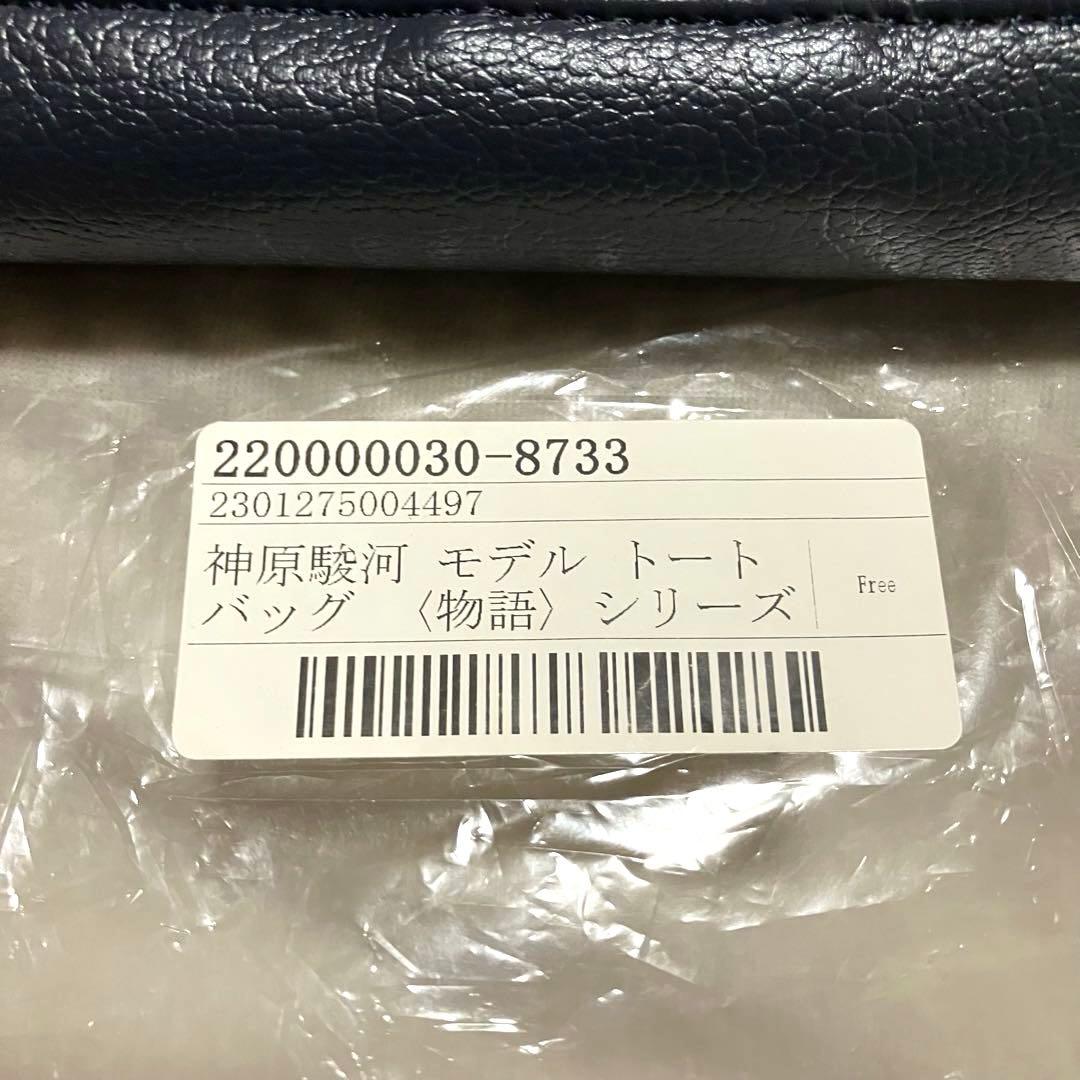 220000030-8733
2301275004497
神原駿河 モデル トート
バッグ 〈物語〉シリーズ
Free